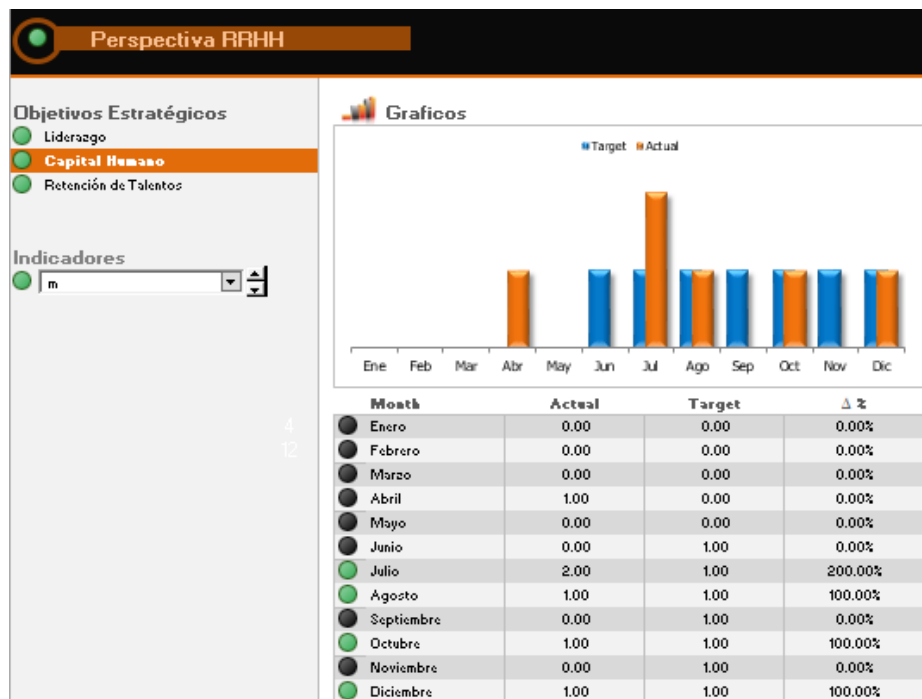 Perspectiva RRHH
Objetivos Estratégicos
Liderazgo
Capital Humano
Retención de Talentos
Indicadores
m
4
12
Graficos
Target Actual
Ene Feb Mar Abr May Jun Jul Ago Sep Oct Nov Dic
Month Actual Target Δ %
Enero 0.00 0.00 0.00%
Febrero 0.00 0.00 0.00%
Marzo 0.00 0.00 0.00%
Abril 1.00 0.00 0.00%
Mayo 0.00 0.00 0.00%
Junio 0.00 1.00 0.00%
Julio 2.00 1.00 200.00%
Agosto 1.00 1.00 100.00%
Septiembre 0.00 1.00 0.00%
Octubre 1.00 1.00 100.00%
Noviembre 0.00 1.00 0.00%
Diciembre 1.00 1.00 100.00%